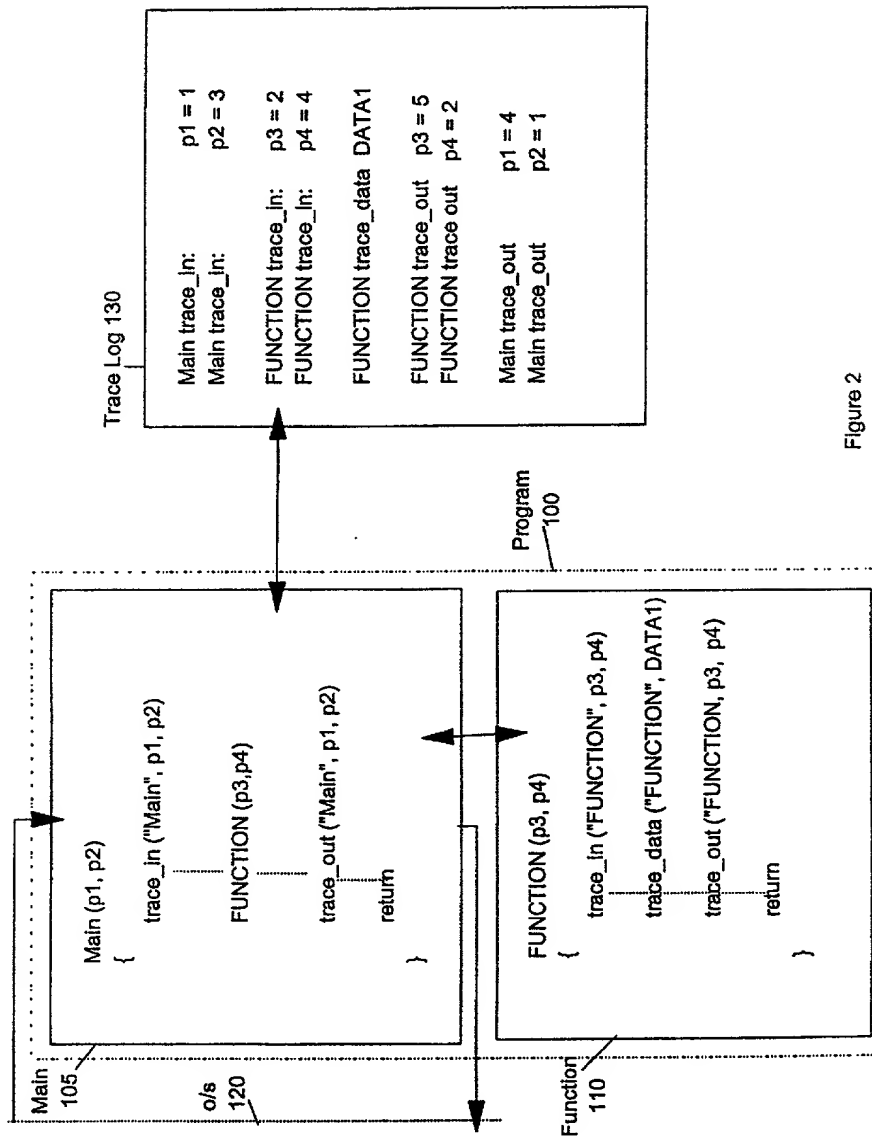 Main
105
o/s
120
Main (p1, p2)
{
trace_in ("Main", p1, p2)
FUNCTION (p3,p4)
trace_out ("Main", p1, p2)
return
}
Function
110
FUNCTION (p3, p4)
{
trace_in ("FUNCTION", p3, p4)
trace_data ("FUNCTION", DATA1)
trace_out ("FUNCTION, p3, p4)
return
}
Program
100
Trace Log 130
Main trace_in: p1 = 1
Main trace_in: p2 = 3
FUNCTION trace_in: p3 = 2
FUNCTION trace_in: p4 = 4
FUNCTION trace_data DATA1
FUNCTION trace_out p3 = 5
FUNCTION trace out p4 = 2
Main trace_out p1 = 4
Main trace_out p2 = 1
Figure 2